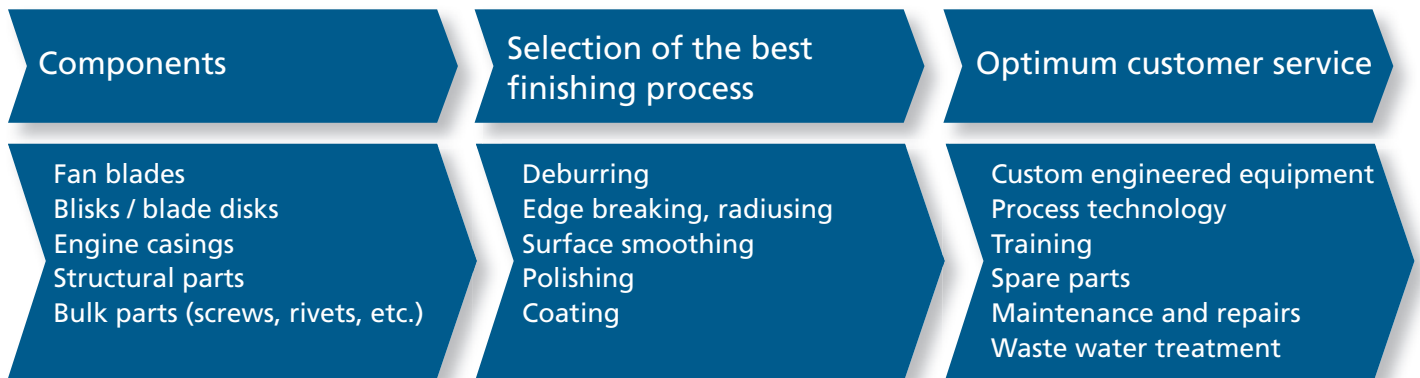 Components
Selection of the best
finishing process
Optimum customer service
Fan blades
Blisks / blade disks
Engine casings
Structural parts
Bulk parts (screws, rivets, etc.)
Deburring
Edge breaking, radiusing
Surface smoothing
Polishing
Coating
Custom engineered equipment
Process technology
Training
Spare parts
Maintenance and repairs
Waste water treatment